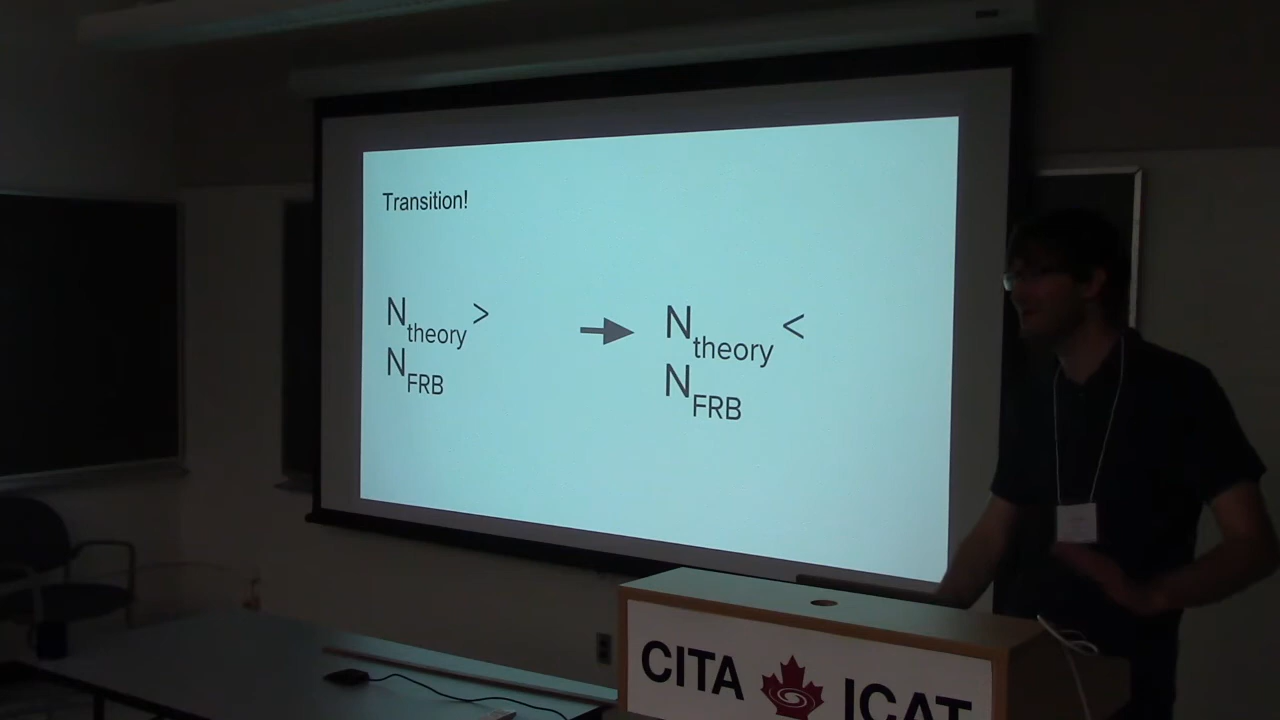 Transition!
N theory >
N FRB
N theory <
N FRB
CITA ICAT